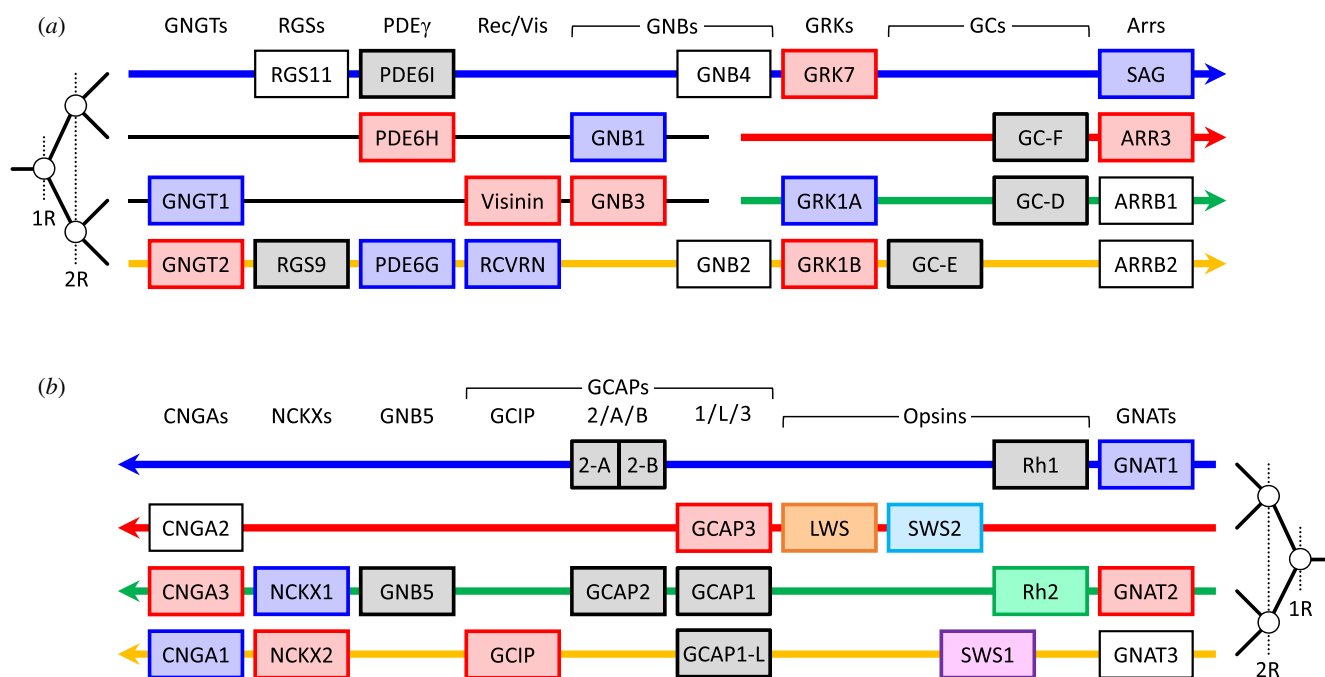 (a) GNGTs RGSs PDEγ Rec/Vis GNBs GRKs GCs Arrs
RGS11 PDE6I GNB4 GRK7 SAG
PDE6H GNB1 GC-F ARR3
GNGT1 Visinin GNB3 GRK1A GC-D ARRB1
1R
GNGT2 RGS9 PDE6G RCVRN GNB2 GRK1B GC-E ARRB2
2R
(b) GCAPs
CNGAs NCKXs GNB5 GCIP 2/A/B 1/L/3 Opsins GNATs
2-A 2-B Rh1 GNAT1
CNGA2 GCAP3 LWS SWS2
CNGA3 NCKX1 GNB5 GCAP2 GCAP1 Rh2 GNAT2
1R
CNGA1 NCKX2 GCIP GCAP1-L SWS1 GNAT3
2R